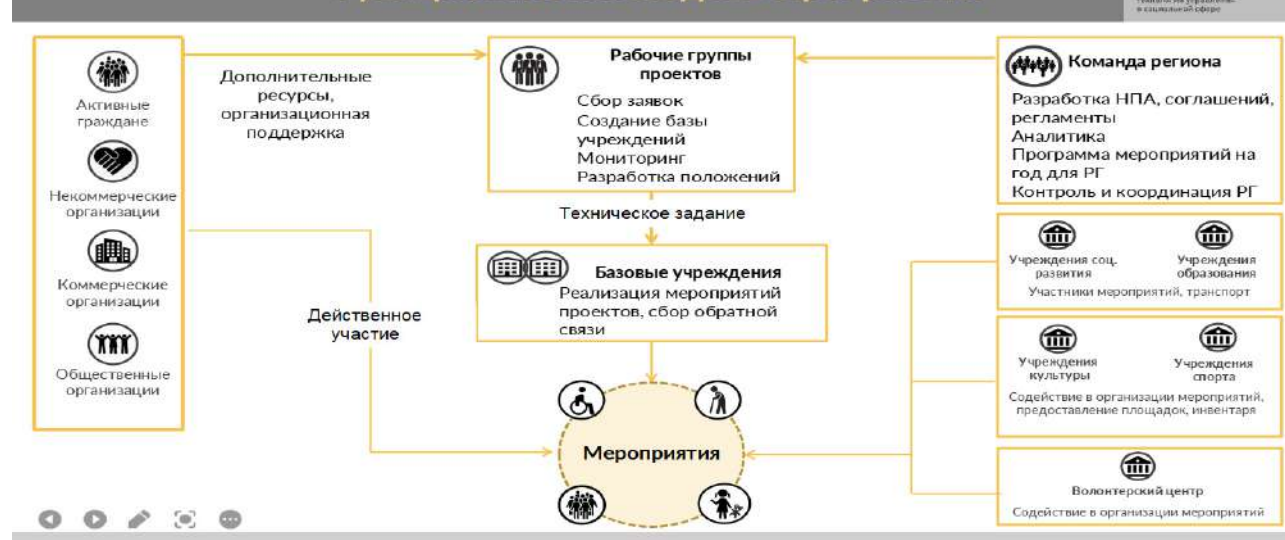 в социальной сфере
Активные
граждане
Некоммерческие
организации
Коммерческие
организации
Общественные
организации
Дополнительные
ресурсы,
организационная
поддержка
Действенное
участие
Рабочие группы
проектов
Сбор заявок
Создание базы
учреждений
Мониторинг
Разработка положений
Техническое задание
Базовые учреждения
Реализация мероприятий
проектов, сбор обратной
связи
Мероприятия
Команда региона
Разработка НПА, соглашений,
регламенты
Аналитика
Программа мероприятий на
год для РГ
Контроль и координация РГ
Учреждения соц.
развития
Учреждения
образования
Участники мероприятий, транспорт
Учреждения
культуры
Учреждения
спорта
Содействие в организации мероприятий,
предоставление площадок, инвентаря
Волонтерский центр
Содействие в организации мероприятий